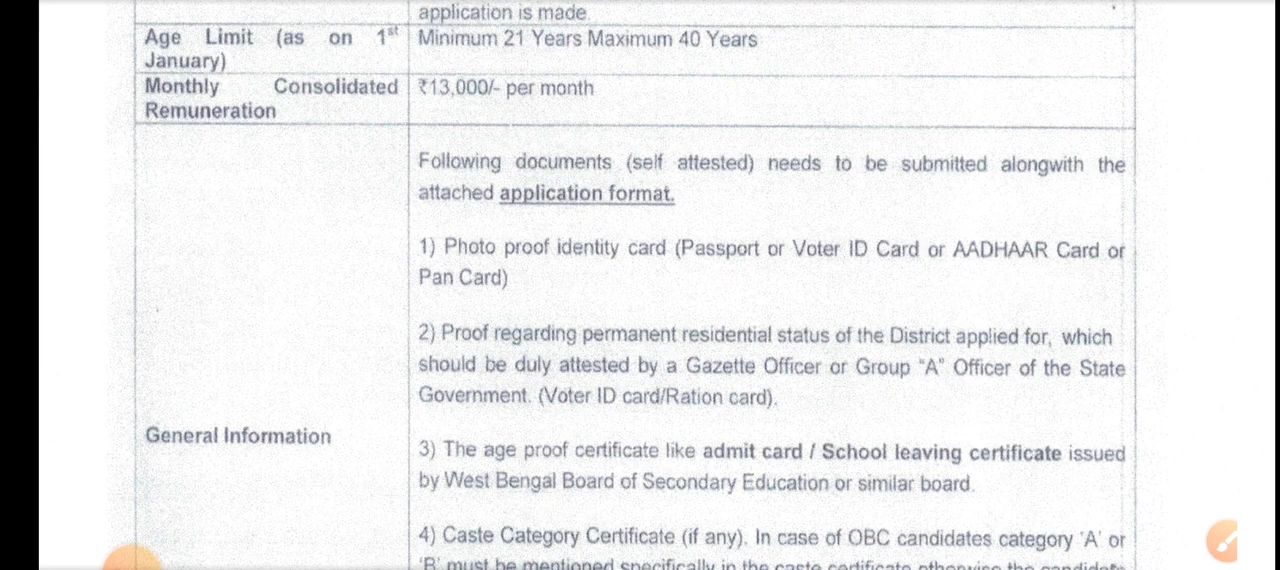 application is made.
Age Limit (as on 1st January)
Minimum 21 Years Maximum 40 Years
Monthly Consolidated Remuneration
₹13,000/- per month
General Information
Following documents (self attested) needs to be submitted alongwith the
attached application format.
1) Photo proof identity card (Passport or Voter ID Card or AADHAAR Card or
Pan Card)
2) Proof regarding permanent residential status of the District applied for, which
should be duly attested by a Gazette Officer or Group “A” Officer of the State
Government. (Voter ID card/Ration card).
3) The age proof certificate like admit card / School leaving certificate issued
by West Bengal Board of Secondary Education or similar board.
4) Caste Category Certificate (if any). In case of OBC candidates category ‘A’ or
‘B’ must be mentioned specifically in the caste certificate otherwise the candidate